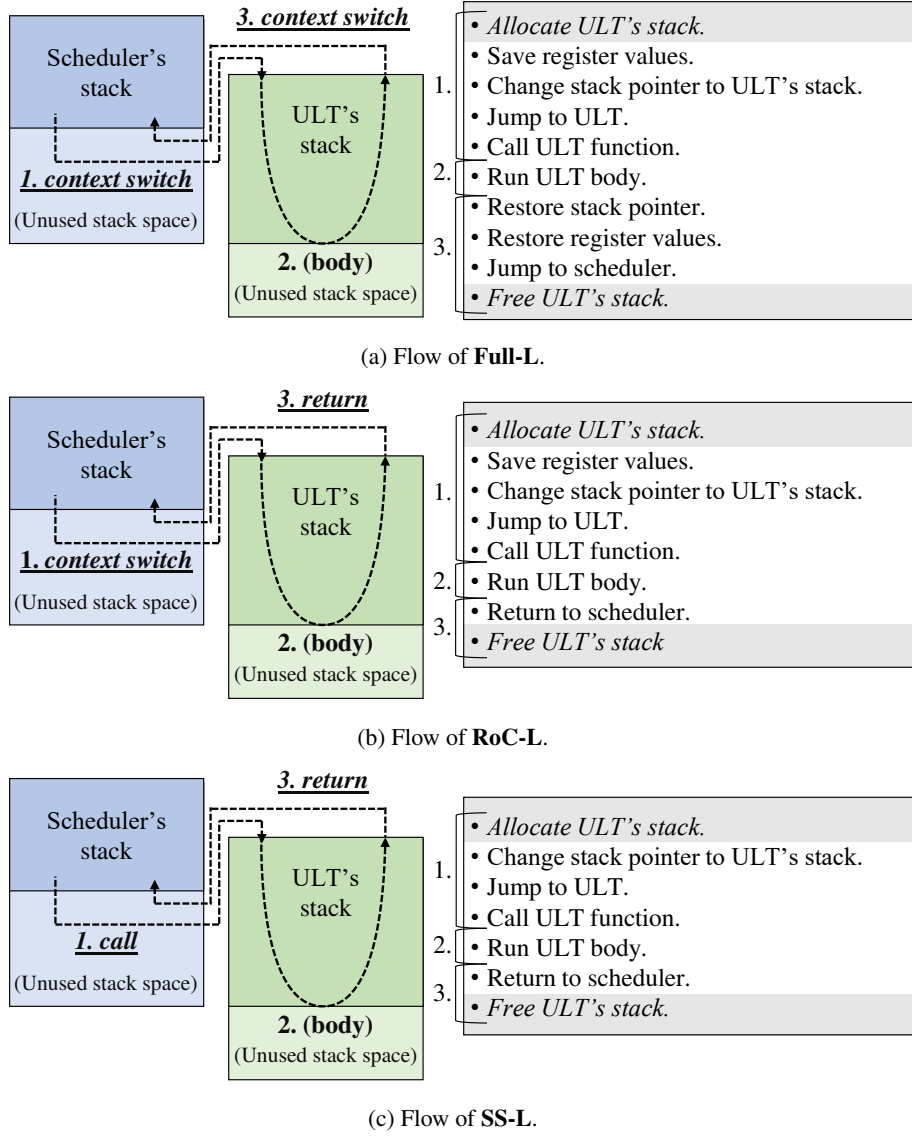 3. context switch
Scheduler's
stack
ULT's
stack
1. context switch
(Unused stack space)
2. (body)
(Unused stack space)
1.
2.
3.
• Allocate ULT's stack.
• Save register values.
• Change stack pointer to ULT's stack.
• Jump to ULT.
• Call ULT function.
• Run ULT body.
• Restore stack pointer.
• Restore register values.
• Jump to scheduler.
• Free ULT's stack.
(a) Flow of Full-L.
3. return
Scheduler's
stack
ULT's
stack
1. context switch
(Unused stack space)
2. (body)
(Unused stack space)
1.
2.
3.
• Allocate ULT's stack.
• Save register values.
• Change stack pointer to ULT's stack.
• Jump to ULT.
• Call ULT function.
• Run ULT body.
• Return to scheduler.
• Free ULT's stack
(b) Flow of RoC-L.
3. return
Scheduler's
stack
ULT's
stack
1. call
(Unused stack space)
2. (body)
(Unused stack space)
1.
2.
3.
• Allocate ULT's stack.
• Change stack pointer to ULT's stack.
• Jump to ULT.
• Call ULT function.
• Run ULT body.
• Return to scheduler.
• Free ULT's stack.
(c) Flow of SS-L.